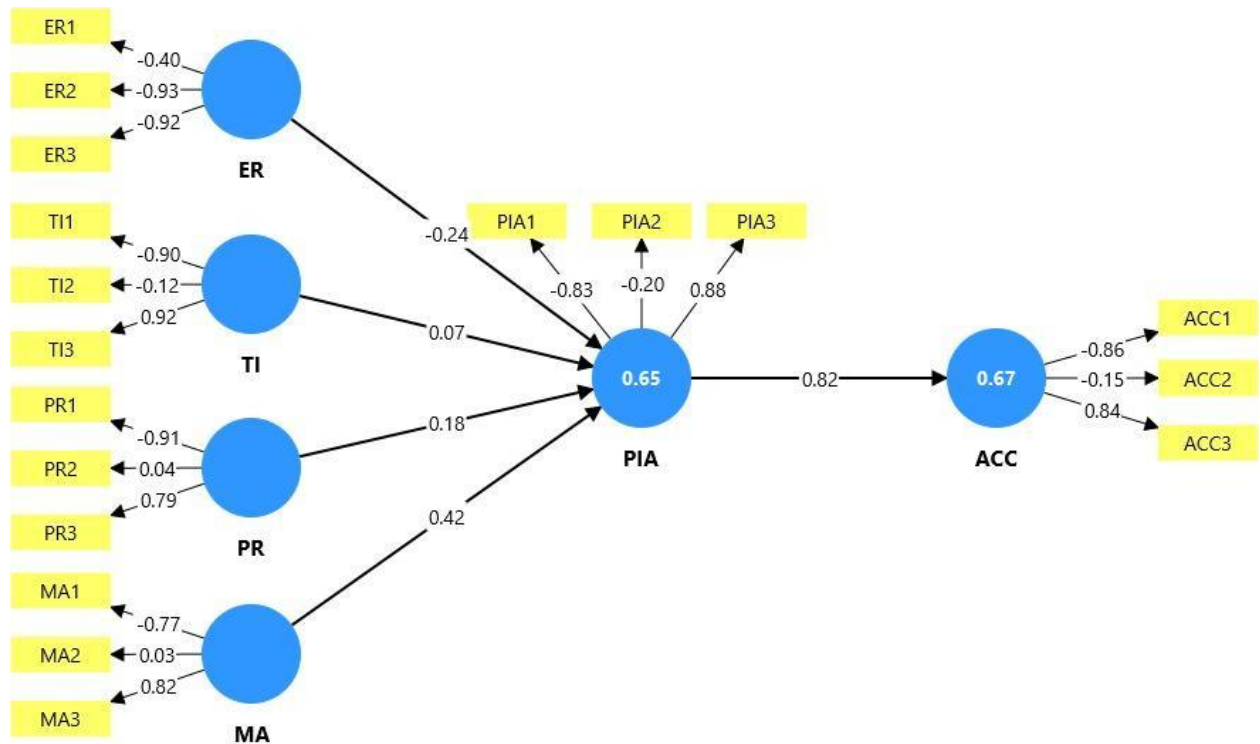 ER1
-0.40
ER2
-0.93
-0.92
ER3
ER
TI1
-0.90
TI2
-0.12
0.92
TI3
TI
PR1
-0.91
PR2
0.04
0.79
PR3
PR
MA1
-0.77
MA2
0.03
0.82
MA3
MA
-0.24
0.07
0.18
0.42
PIA1
PIA2
PIA3
-0.83
-0.20
0.88
0.65
PIA
0.82
0.67
ACC
ACC1
-0.86
ACC2
-0.15
0.84
ACC3